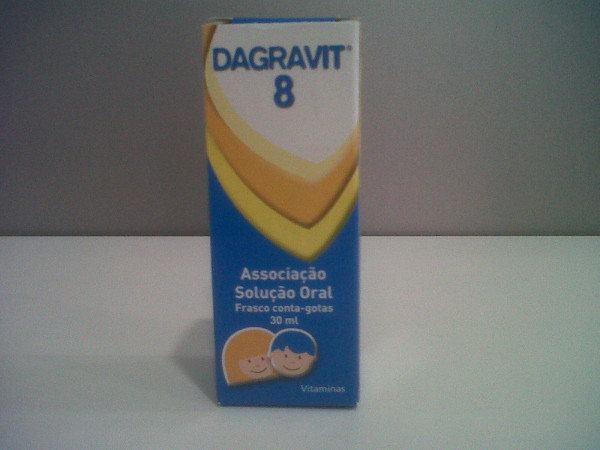 DAGRAVIT®
8
Associação
Solução Oral
Frasco conta-gotas
30 ml
Vitaminas